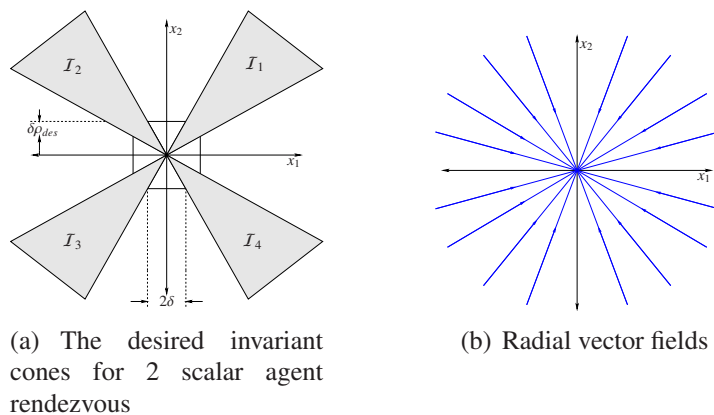 x₂
I₂
I₁
δρ_des
x₁
I₃
I₄
2δ
(a) The desired invariant
cones for 2 scalar agent
rendezvous
x₂
x₁
(b) Radial vector fields